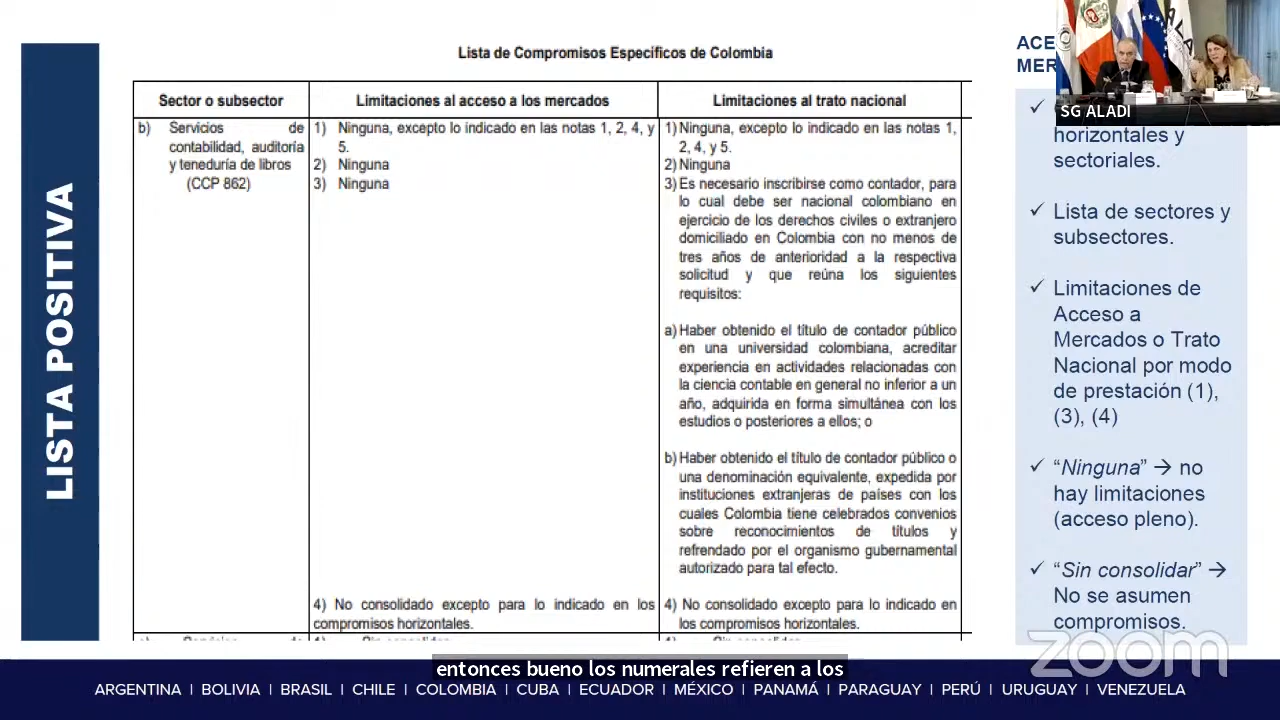 Lista de Compromisos Específicos de Colombia
Sector o subsector
Limitaciones al acceso a los mercados
Limitaciones al trato nacional
b) Servicios de
contabilidad, auditoría
y teneduría de libros
(CCP 862)
1) Ninguna, excepto lo indicado en las notas 1, 2, 4, y
5.
2) Ninguna
3) Ninguna
4) No consolidado excepto para lo indicado en los
compromisos horizontales.
1) Ninguna, excepto lo indicado en las notas 1,
2, 4, y 5.
2) Ninguna
3) Es necesario inscribirse como contador, para
lo cual debe ser nacional colombiano en
ejercicio de los derechos civiles o extranjero
domiciliado en Colombia con no menos de
tres años de anterioridad a la respectiva
solicitud y que reúna los siguientes
requisitos:
a) Haber obtenido el título de contador público
en una universidad colombiana, acreditar
experiencia en actividades relacionadas con
la ciencia contable en general no inferior a un
año, adquirida en forma simultánea con los
estudios o posteriores a ellos; o
b) Haber obtenido el título de contador público o
una denominación equivalente, expedida por
instituciones extranjeras de países con los
cuales Colombia tiene celebrados convenios
sobre reconocimientos de títulos y
refrendado por el organismo gubernamental
autorizado para tal efecto.
4) No consolidado excepto para lo indicado en
los compromisos horizontales.
LISTA POSITIVA
ACE
MER
SG ALADI
✓ horizontales y
sectoriales.
✓ Lista de sectores y
subsectores.
✓ Limitaciones de
Acceso a
Mercados o Trato
Nacional por modo
de prestación (1),
(3), (4)
✓ “Ninguna” → no
hay limitaciones
(acceso pleno).
✓ “Sin consolidar” →
No se asumen
compromisos.
zoom
entonces bueno los numerales refieren a los
ARGENTINA | BOLIVIA | BRASIL | CHILE | COLOMBIA | CUBA | ECUADOR | MÉXICO | PANAMÁ | PARAGUAY | PERÚ | URUGUAY | VENEZUELA